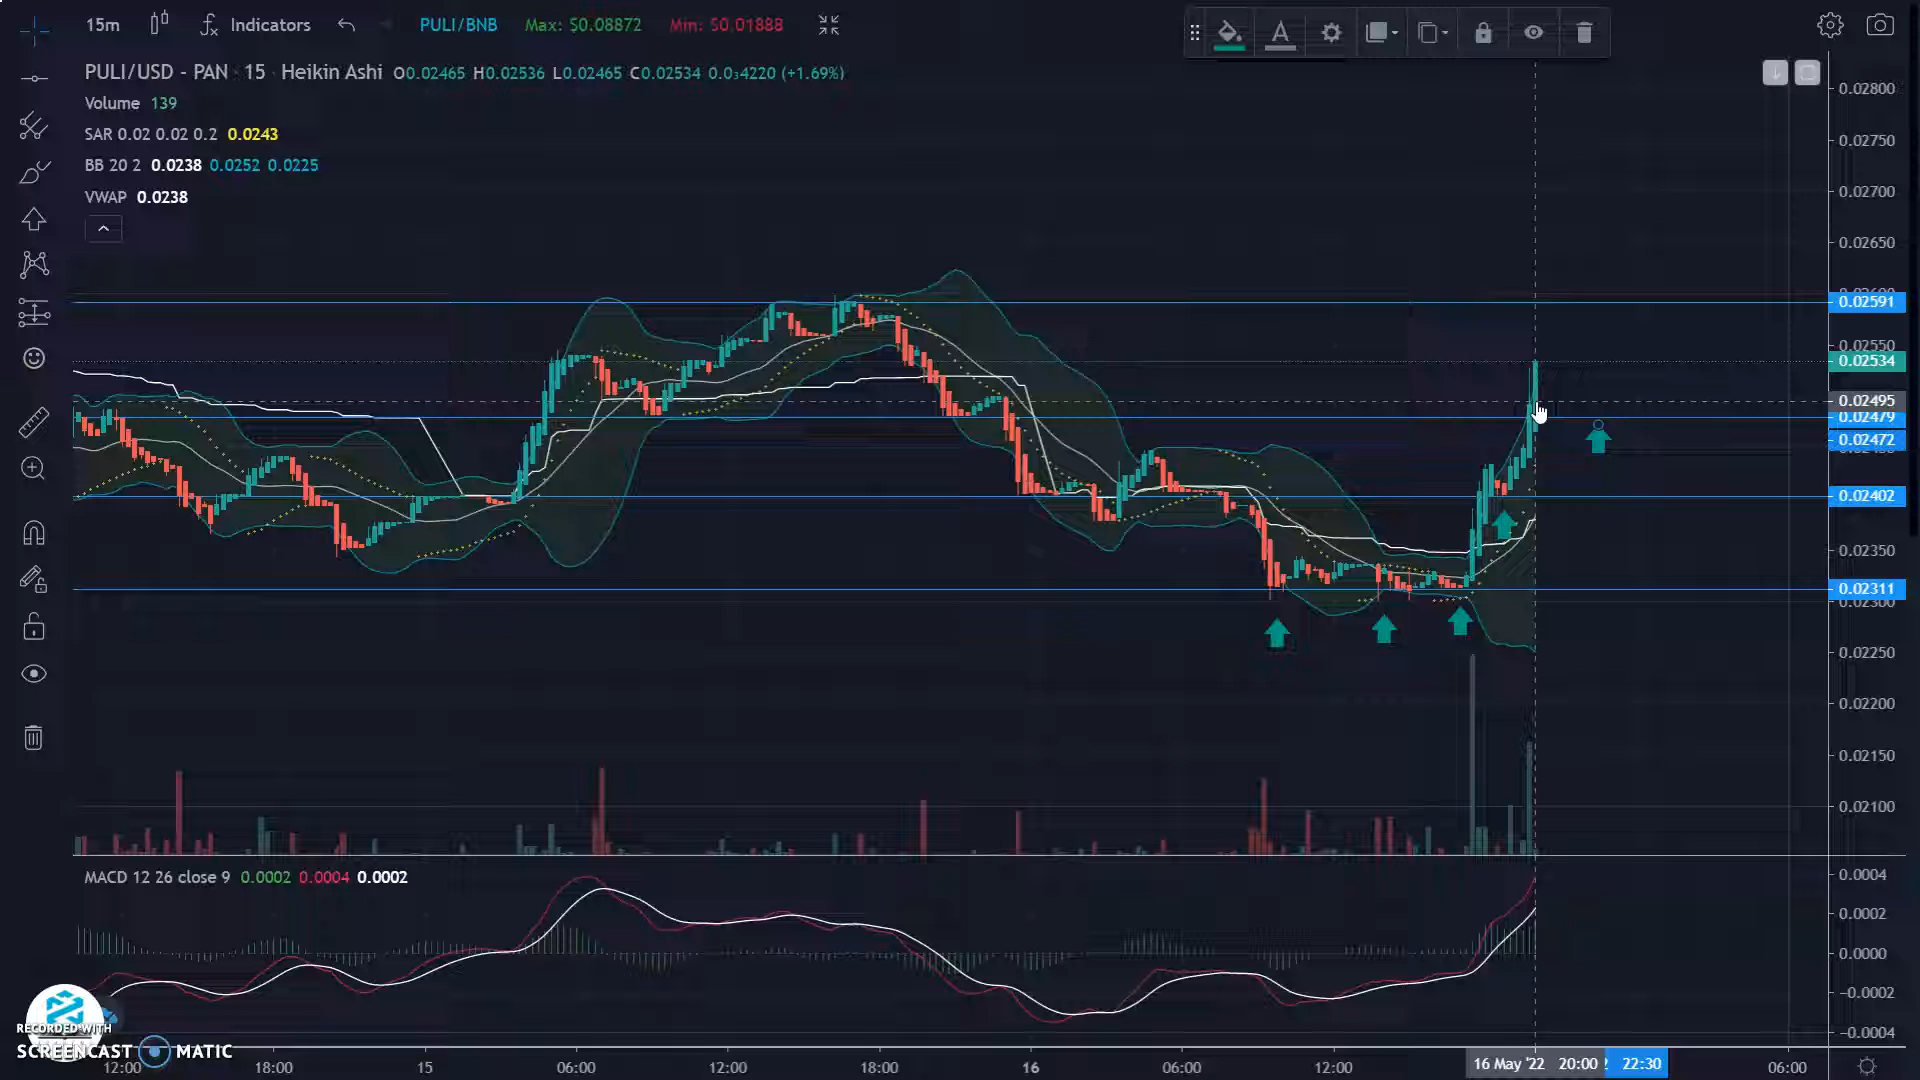 15m Indicators PULI/BNB Max: $0.08872 Min: $0.01888
PULI/USD - PAN · 15 · Heikin Ashi O0.02465 H0.02536 L0.02465 C0.02534 0.0₃4220 (+1.69%)
Volume 139
SAR 0.02 0.02 0.2 0.0243
BB 20 2 0.0238 0.0252 0.0225
VWAP 0.0238
0.02800
0.02750
0.02700
0.02650
0.02591
0.02550
0.02534
0.02495
0.02479
0.02472
0.02402
0.02350
0.02311
0.02300
0.02250
0.02200
0.02150
0.02100
MACD 12 26 close 9 0.0002 0.0004 0.0002
0.0004
0.0002
0.0000
−0.0002
−0.0004
RECORDED WITH
SCREENCAST MATIC
12:00 18:00 15 06:00 12:00 18:00 16 06:00 12:00 16 May '22 20:00 22:30 06:00